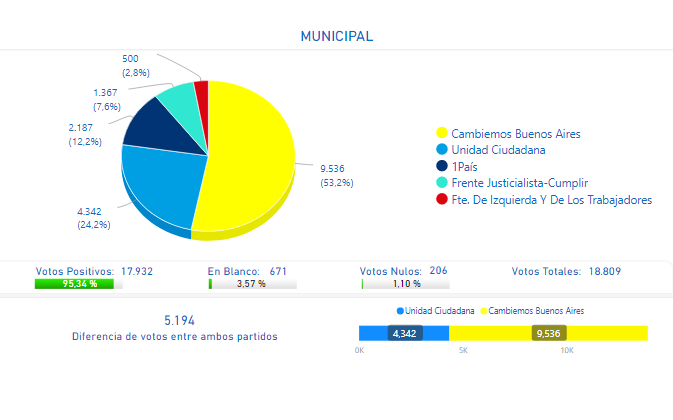 MUNICIPAL
500
(2,8%)
1.367
(7,6%)
2.187
(12,2%)
4.342
(24,2%)
9.536
(53,2%)
Cambiemos Buenos Aires
Unidad Ciudadana
1País
Frente Justicialista-Cumplir
Fte. De Izquierda Y De Los Trabajadores
Votos Positivos: 17.932
95,34 %
En Blanco: 671
3,57 %
Votos Nulos: 206
1,10 %
Votos Totales: 18.809
5.194
Diferencia de votos entre ambos partidos
Unidad Ciudadana Cambiemos Buenos Aires
4,342 9,536
0K 5K 10K